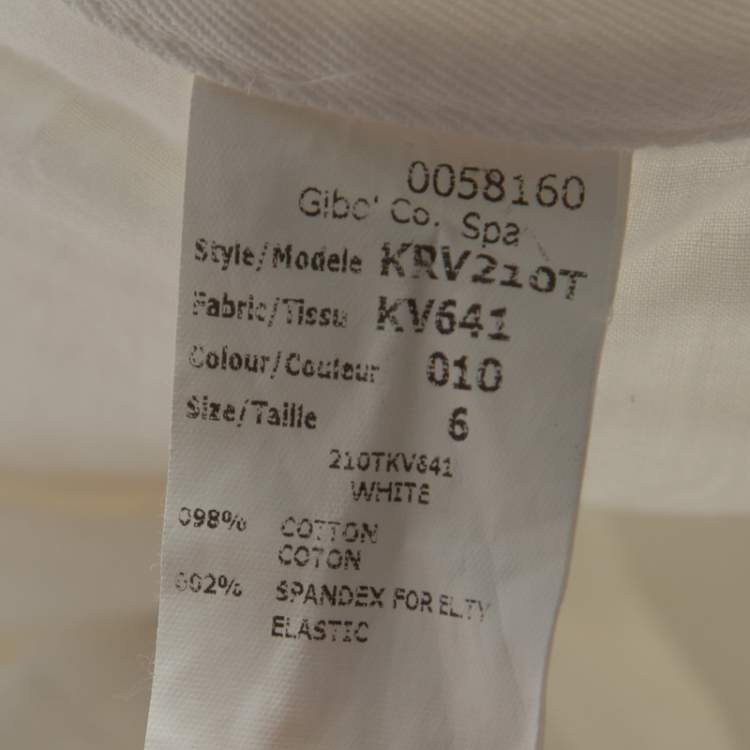 0058160
Gibo' Co. Spa
Style/Modele KRV210T
Fabric/Tissu KV641
Colour/Couleur 010
Size/Taille 6
210TKV641
WHITE
098% COTTON
COTON
002% SPANDEX FOR ELTY
ELASTIC